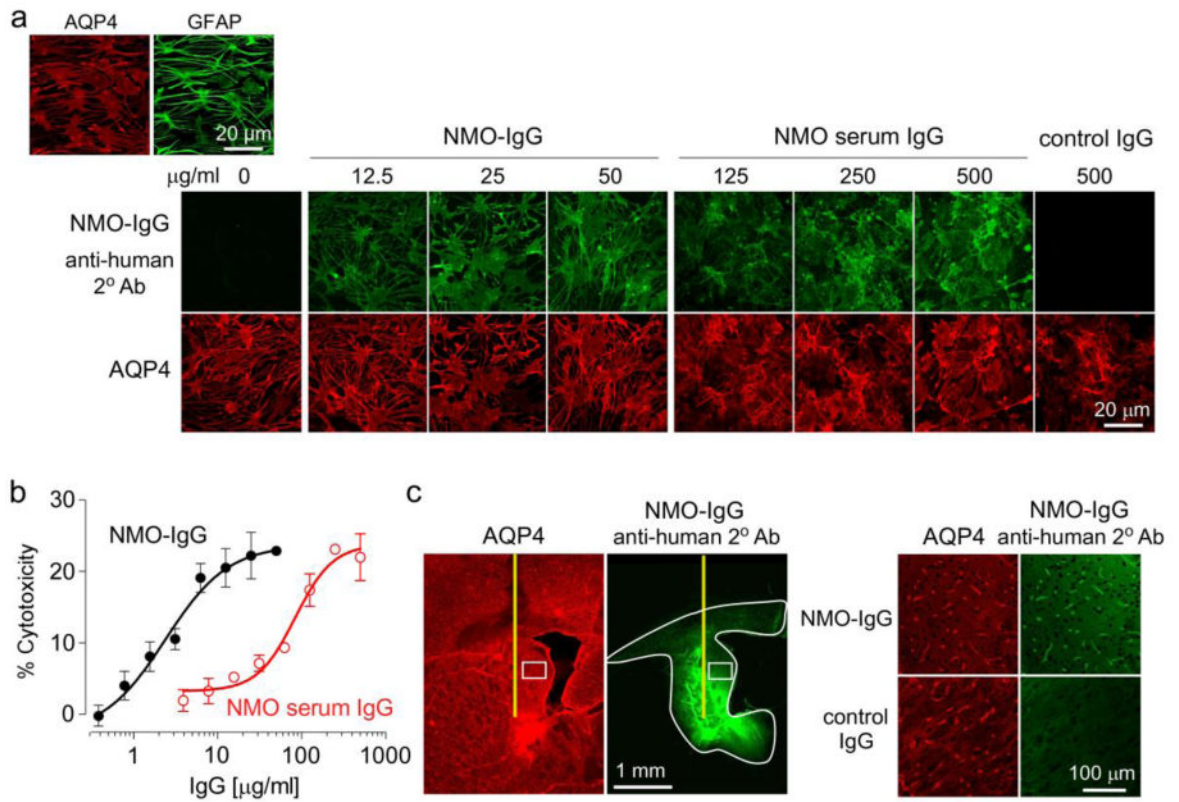 a
AQP4 GFAP
20 μm
NMO-IgG NMO serum IgG control IgG
μg/ml 0 12.5 25 50 125 250 500 500
NMO-IgG
anti-human
2º Ab
AQP4
20 μm
b
30
20
10
0
% Cytotoxicity
NMO-IgG
NMO serum IgG
1 10 100 1000
IgG [μg/ml]
c
AQP4
NMO-IgG
anti-human 2º Ab
1 mm
NMO-IgG
AQP4 anti-human 2º Ab
NMO-IgG
control
IgG
100 μm